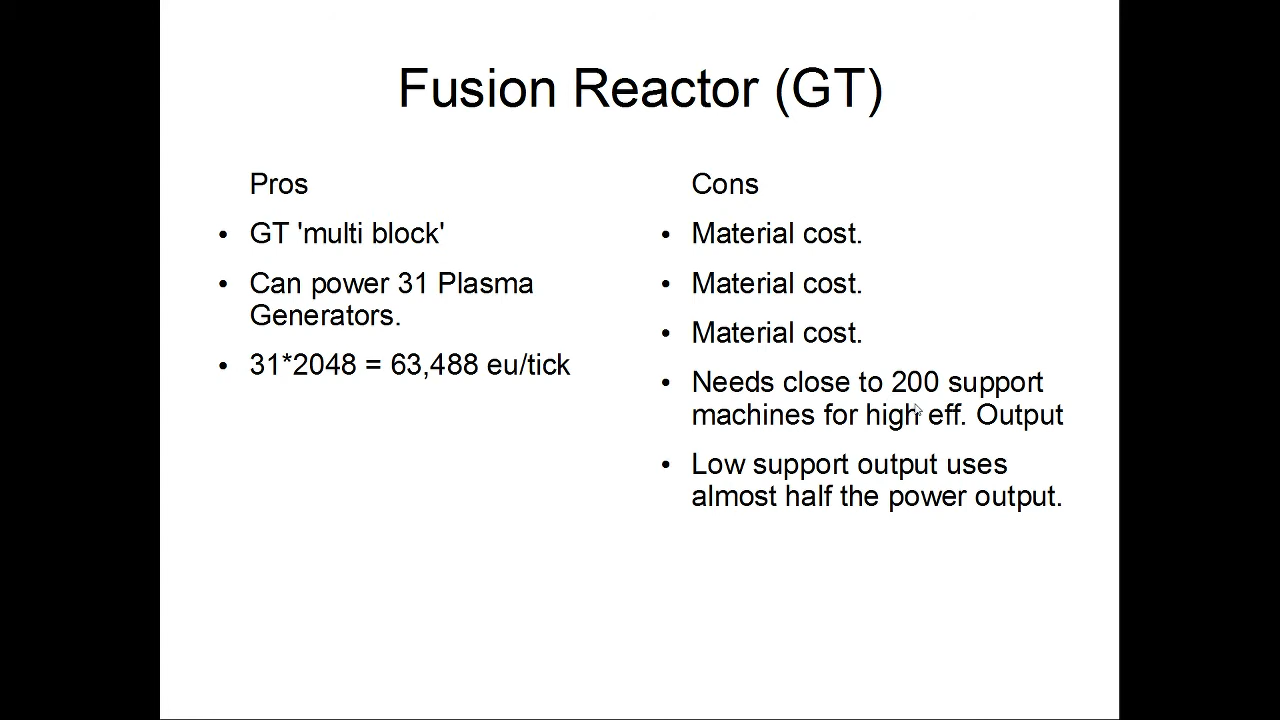 Fusion Reactor (GT)
Pros
• GT 'multi block'
• Can power 31 Plasma
Generators.
• 31*2048 = 63,488 eu/tick
Cons
• Material cost.
• Material cost.
• Material cost.
• Needs close to 200 support
machines for high eff. Output
• Low support output uses
almost half the power output.